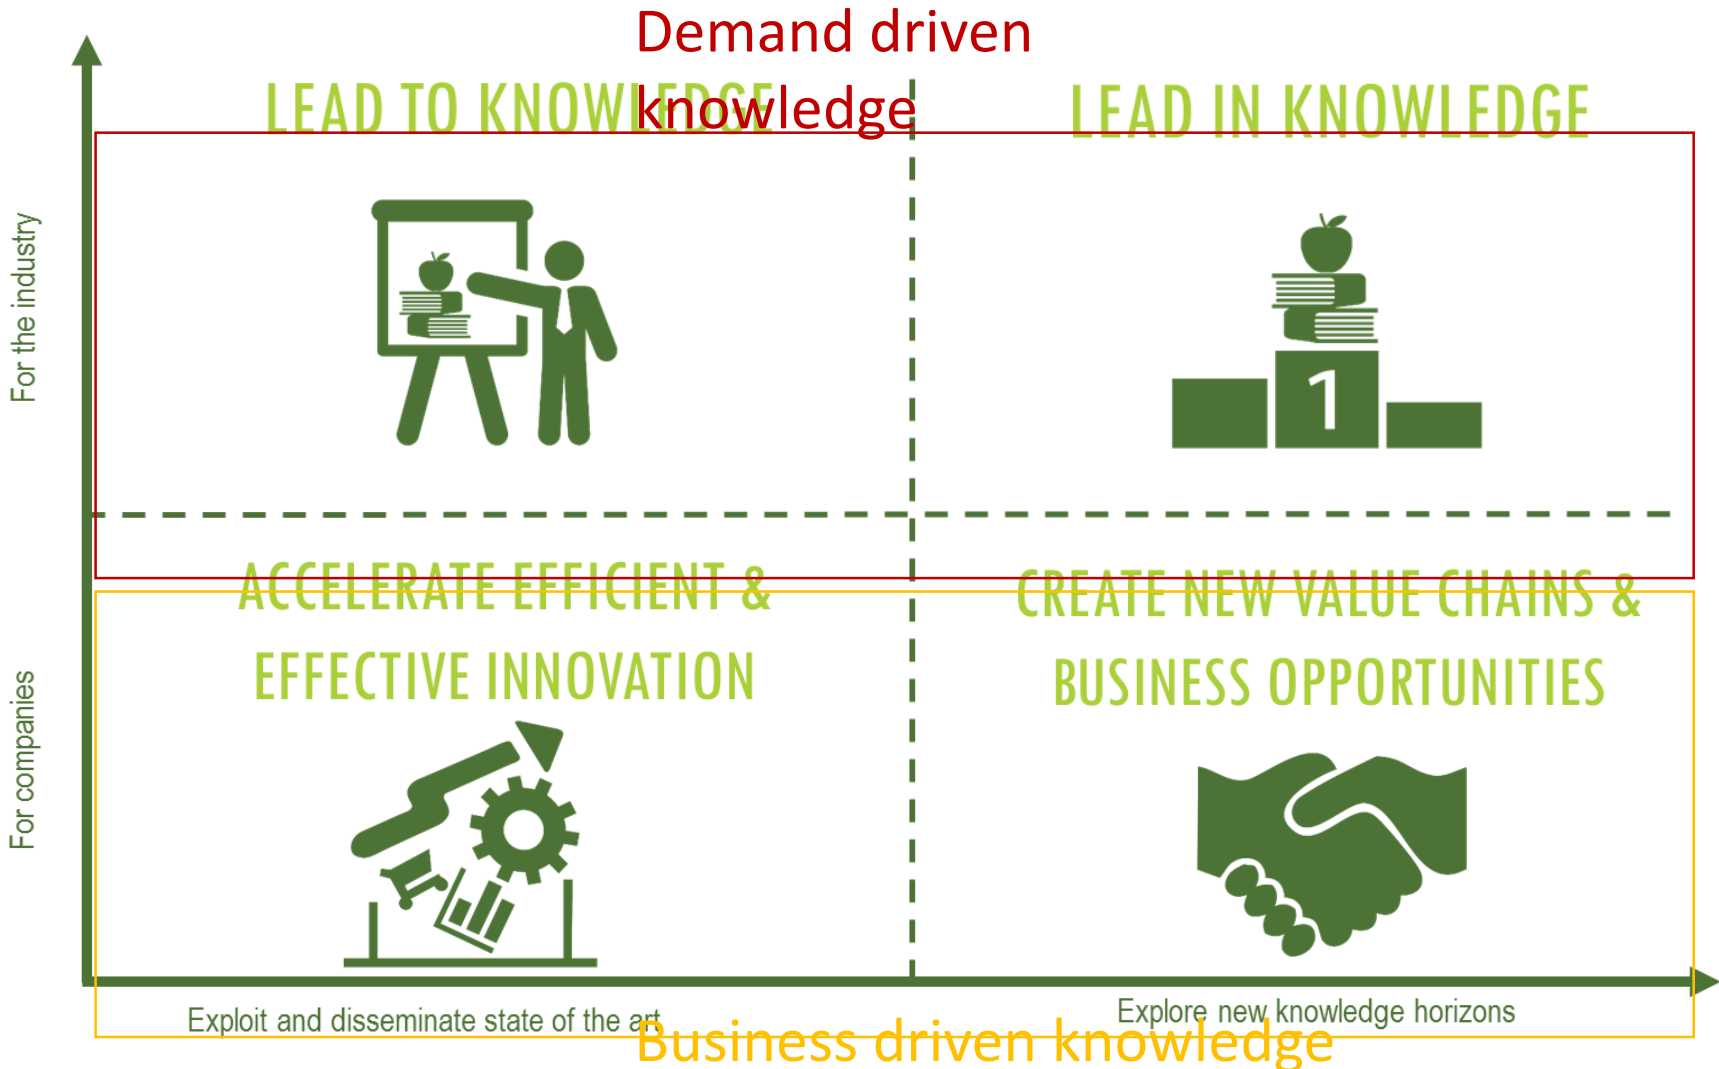 Demand driven
knowledge
LEAD TO KNOWLEDGE
LEAD IN KNOWLEDGE
For the industry
1
ACCELERATE EFFICIENT &
EFFECTIVE INNOVATION
CREATE NEW VALUE CHAINS &
BUSINESS OPPORTUNITIES
For companies
Exploit and disseminate state of the art
Explore new knowledge horizons
Business driven knowledge